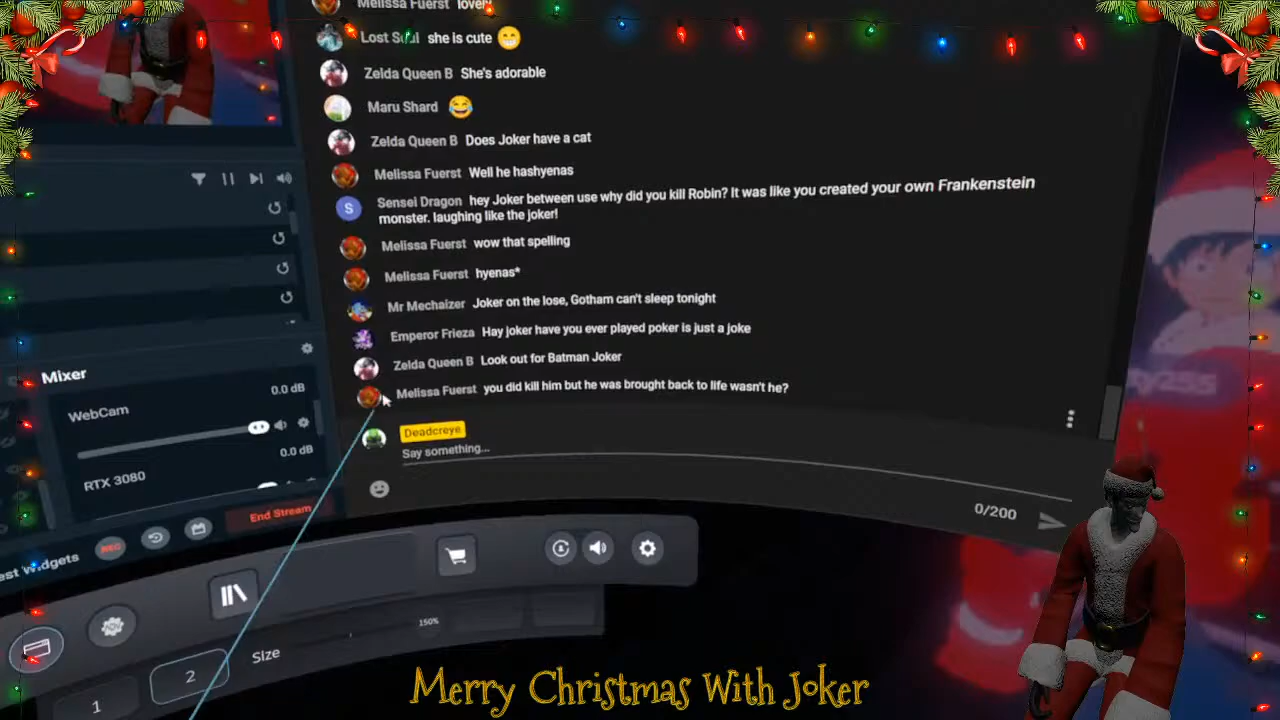 Melissa Fuerst lovely
Lost Soul she is cute 😁
Zelda Queen B She's adorable
Maru Shard 😂
Zelda Queen B Does Joker have a cat
Melissa Fuerst Well he hashyenas
Sensei Dragon hey Joker between use why did you kill Robin? It was like you created your own Frankenstein
monster. laughing like the joker!
Melissa Fuerst wow that spelling
Melissa Fuerst hyenas*
Mr Mechaizer Joker on the lose, Gotham can't sleep tonight
Emperor Frieza Hay joker have you ever played poker is just a joke
Zelda Queen B Look out for Batman Joker
Melissa Fuerst you did kill him but he was brought back to life wasn't he?
Deadcreye
Say something...
0/200
S
Mixer
WebCam 0.0 dB
RTX 3080 0.0 dB
REC
End Stream
est Widgets
150%
Size
1
2
Merry Christmas With Joker